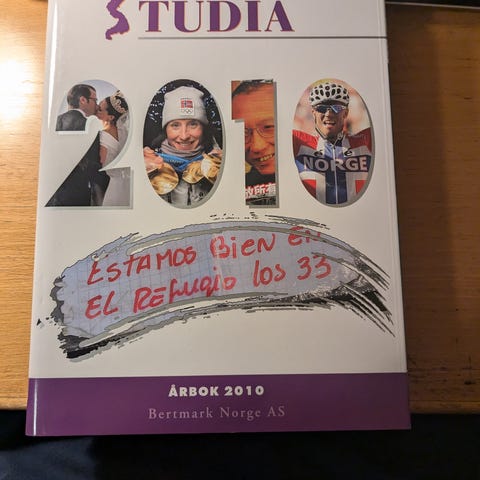 STUDIA
2010
NORGE
ESTAMOS BIEN EN
EL REFUGIO los 33
ÅRBOK 2010
Bertmark Norge AS